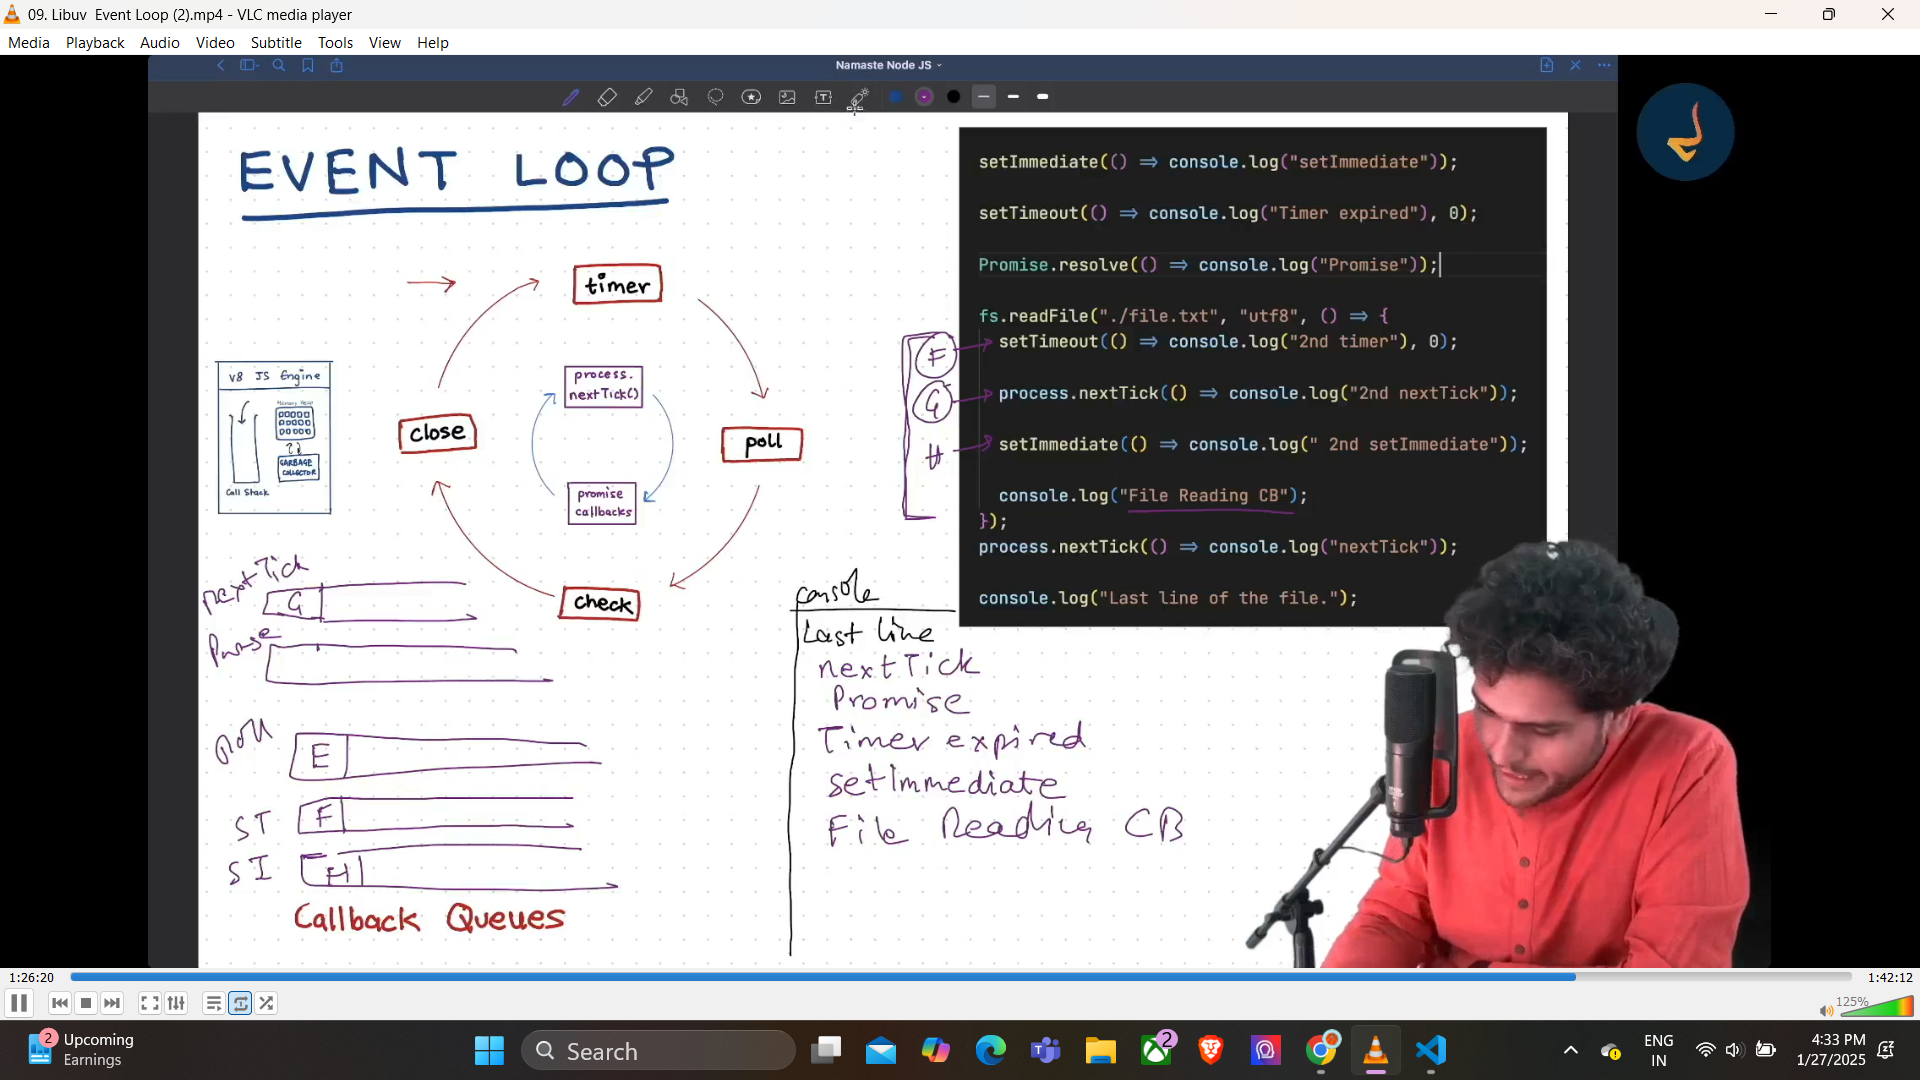 09. Libuv  Event Loop (2).mp4 - VLC media player
Media Playback Audio Video Subtitle Tools View Help
Namaste Node JS
EVENT LOOP
timer
poll
check
close
process.
nextTick()
promise
callbacks
V8 JS Engine
Memory Heap
GARBAGE
COLLECTOR
Call Stack
setImmediate(() => console.log("setImmediate"));
setTimeout(() => console.log("Timer expired"), 0);
Promise.resolve(() => console.log("Promise"));
fs.readFile("./file.txt", "utf8", () => {
setTimeout(() => console.log("2nd timer"), 0);
process.nextTick(() => console.log("2nd nextTick"));
setImmediate(() => console.log(" 2nd setImmediate"));
console.log("File Reading CB");
});
process.nextTick(() => console.log("nextTick"));
console.log("Last line of the file.");
F
G
H
nextTick
G
Poll
E
ST
F
SI
H
Callback Queues
console
Last line
nextTick
Promise
Timer expired
setImmediate
File Reading CB
1:26:20
1:42:12
125%
2
Upcoming
Earnings
Search
2
ENG
IN
4:33 PM
1/27/2025